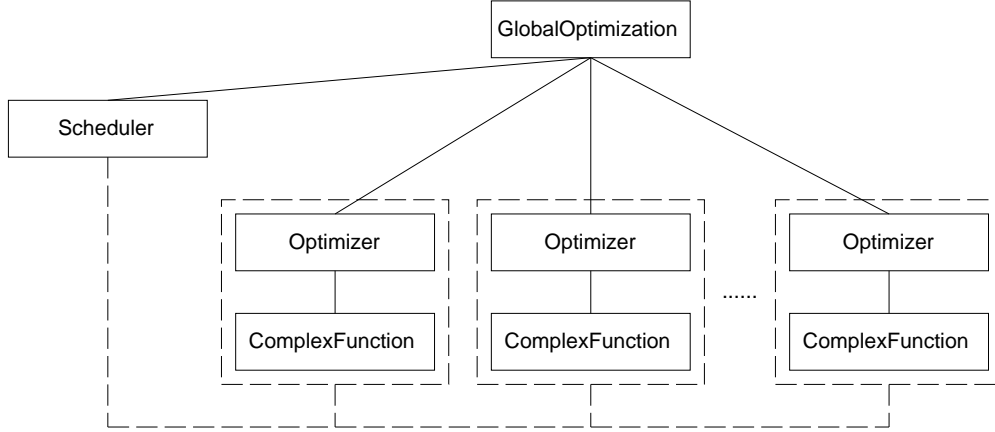 GlobalOptimization
Scheduler
Optimizer Optimizer Optimizer
......
ComplexFunction ComplexFunction ComplexFunction